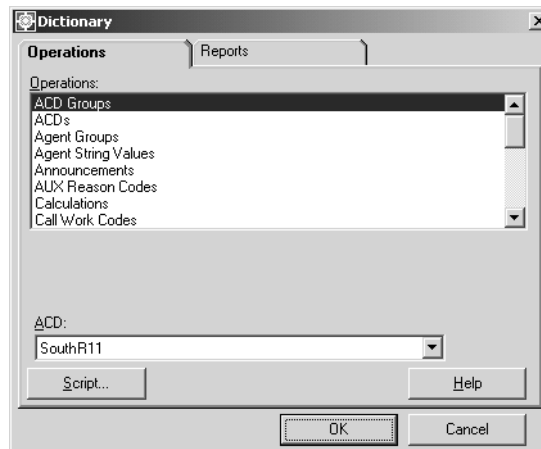 Dictionary
Operations Reports
Operations:
ACD Groups
ACDs
Agent Groups
Agent String Values
Announcements
AUX Reason Codes
Calculations
Call Work Codes
ACD:
SouthR11
Script... Help
OK Cancel